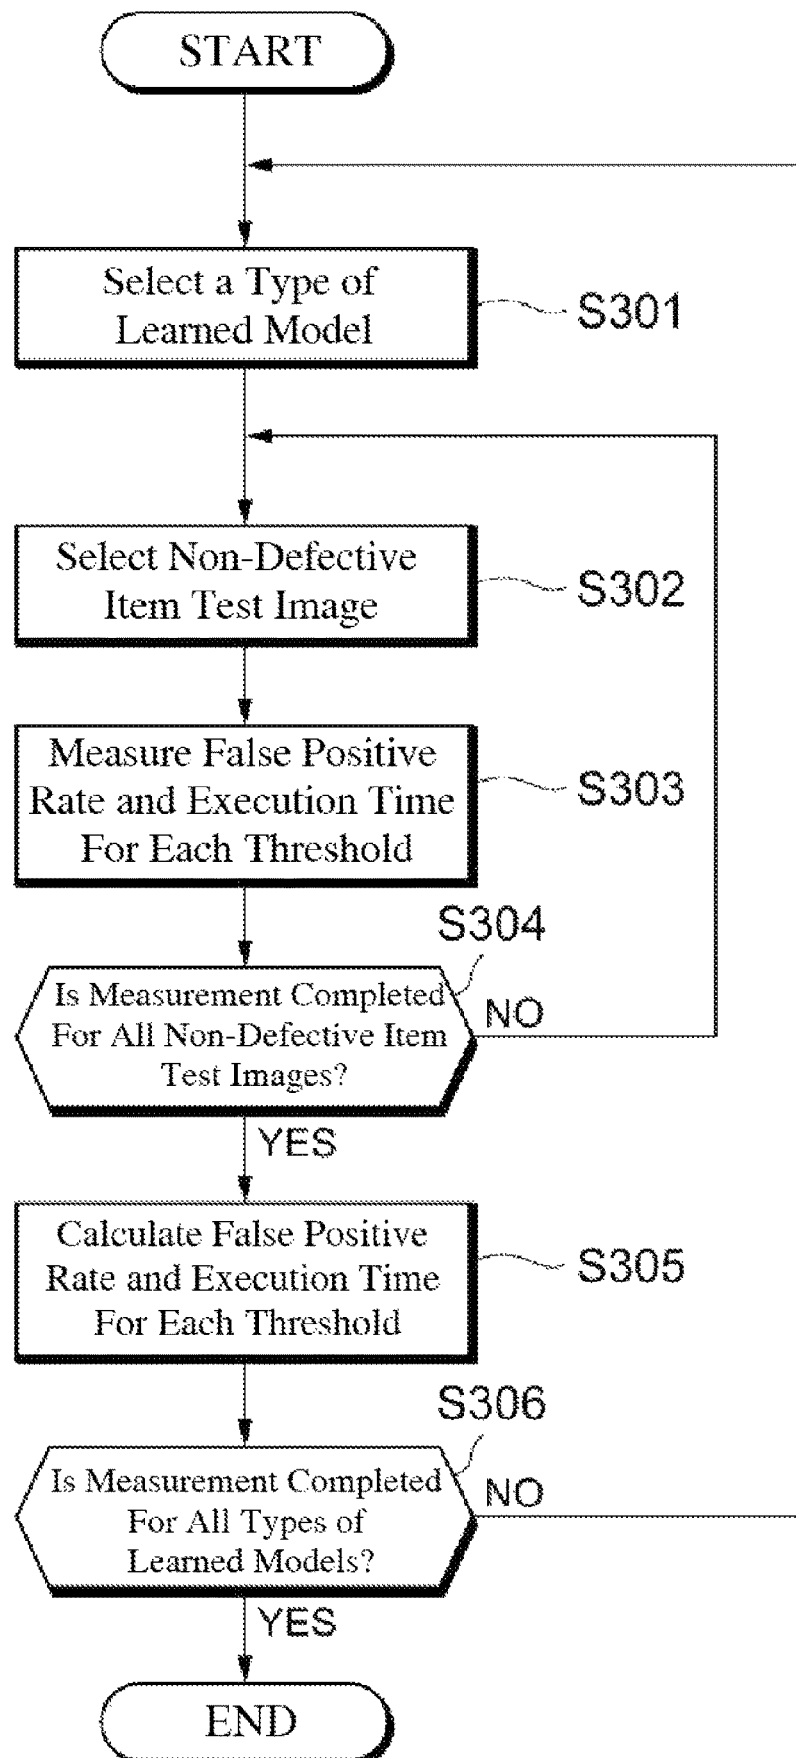 START
Select a Type of
Learned Model
S301
Select Non-Defective
Item Test Image
S302
Measure False Positive
Rate and Execution Time
For Each Threshold
S303
S304
Is Measurement Completed
For All Non-Defective Item
Test Images?
NO
YES
Calculate False Positive
Rate and Execution Time
For Each Threshold
S305
S306
Is Measurement Completed
For All Types of
Learned Models?
NO
YES
END